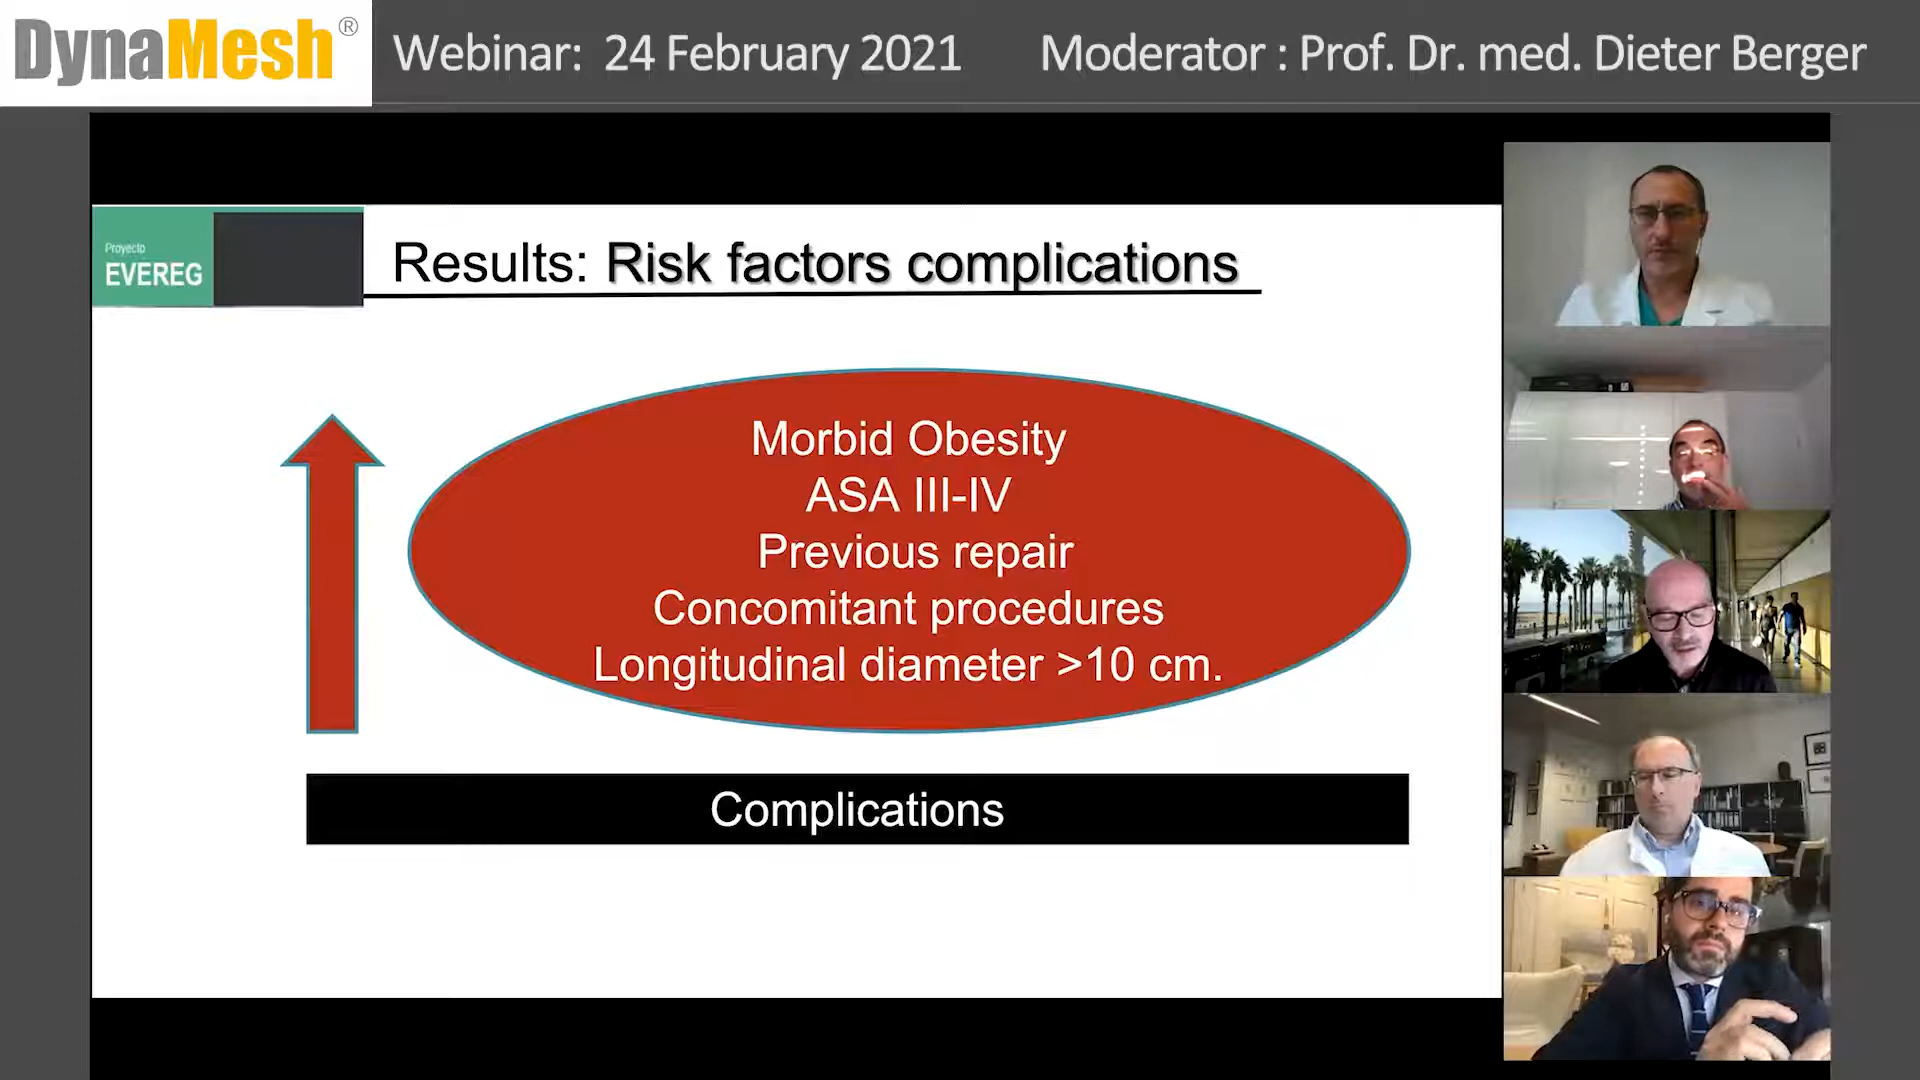 DynaMesh®
Webinar: 24 February 2021
Moderator : Prof. Dr. med. Dieter Berger
Proyecto
EVEREG
Results: Risk factors complications
Morbid Obesity
ASA III-IV
Previous repair
Concomitant procedures
Longitudinal diameter >10 cm.
Complications